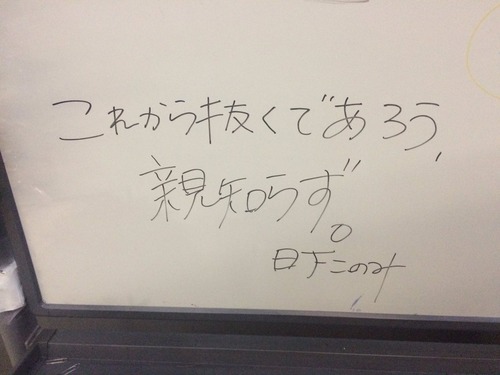 これから抜くであろう、
親知らず。
日下このみ